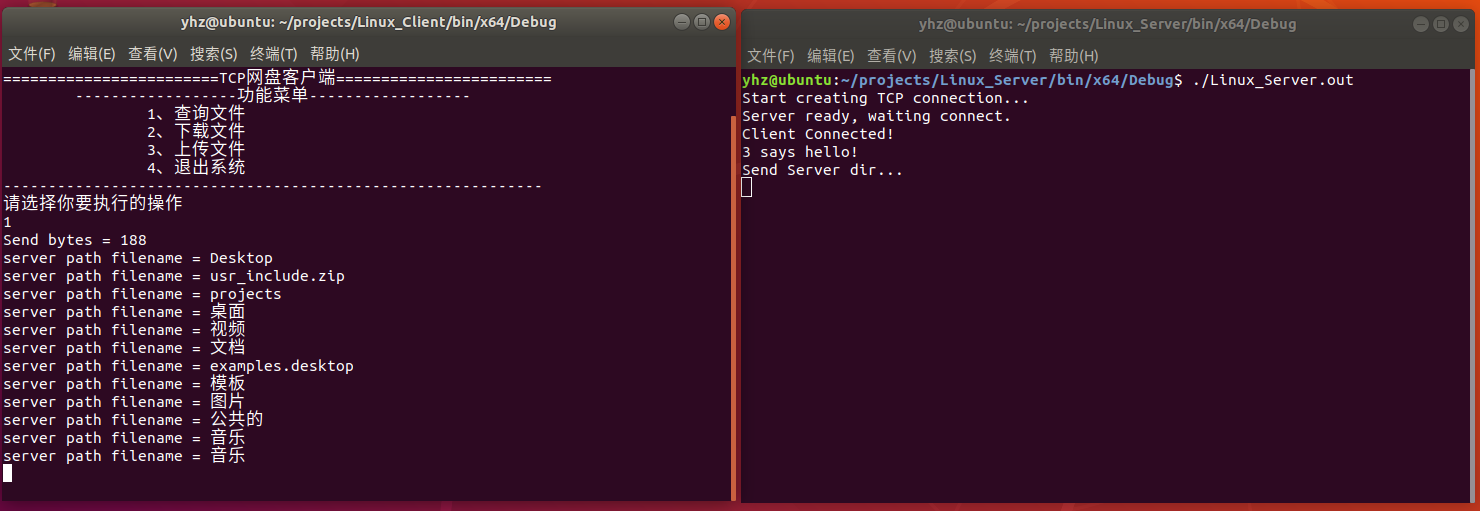 yhz@ubuntu: ~/projects/Linux_Client/bin/x64/Debug
文件(F) 编辑(E) 查看(V) 搜索(S) 终端(T) 帮助(H)
========================TCP网盘客户端========================
------------------功能菜单------------------
1、查询文件
2、下载文件
3、上传文件
4、退出系统
------------------------------------------------------------
请选择你要执行的操作
1
Send bytes = 188
server path filename = Desktop
server path filename = usr_include.zip
server path filename = projects
server path filename = 桌面
server path filename = 视频
server path filename = 文档
server path filename = examples.desktop
server path filename = 模板
server path filename = 图片
server path filename = 公共的
server path filename = 音乐
server path filename = 音乐
yhz@ubuntu: ~/projects/Linux_Server/bin/x64/Debug
文件(F) 编辑(E) 查看(V) 搜索(S) 终端(T) 帮助(H)
yhz@ubuntu:~/projects/Linux_Server/bin/x64/Debug$ ./Linux_Server.out
Start creating TCP connection...
Server ready, waiting connect.
Client Connected!
3 says hello!
Send Server dir...